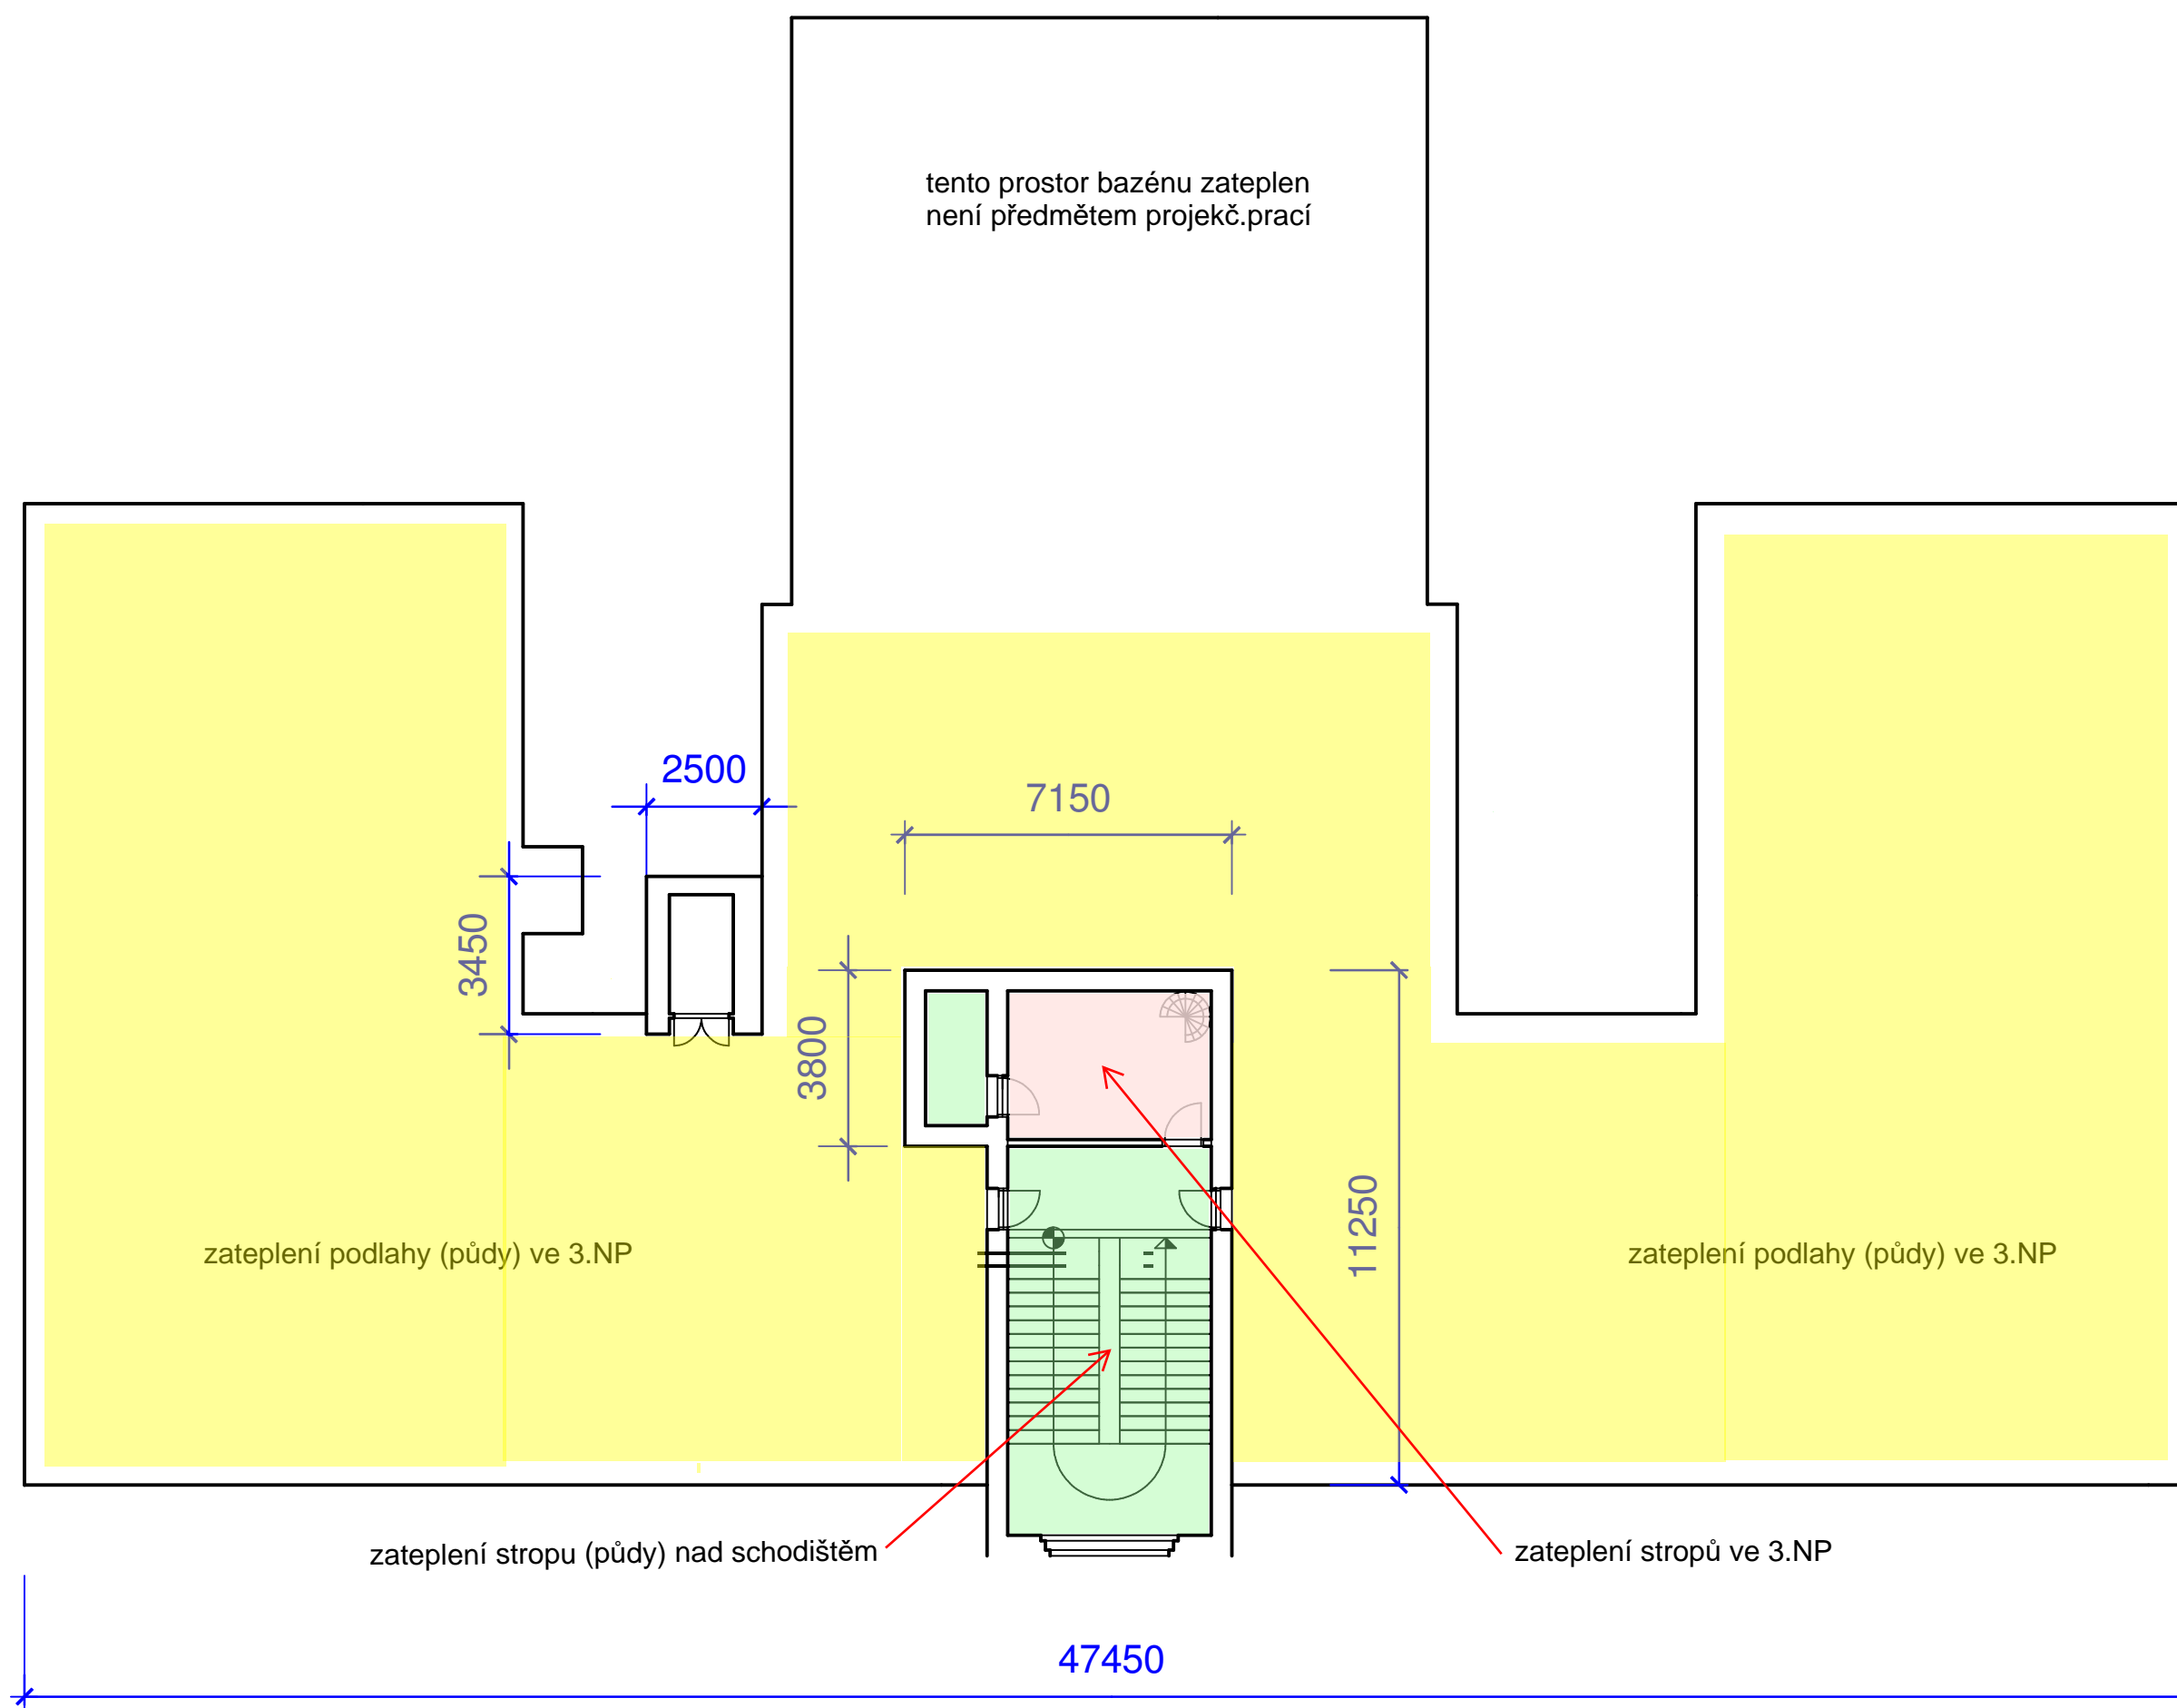 tento prostor bazénu zateplen
není předmětem projekč.prací
2500
7150
3450
3800
11250
zateplení podlahy (půdy) ve 3.NP
zateplení podlahy (půdy) ve 3.NP
zateplení stropu (půdy) nad schodištěm
zateplení stropů ve 3.NP
47450